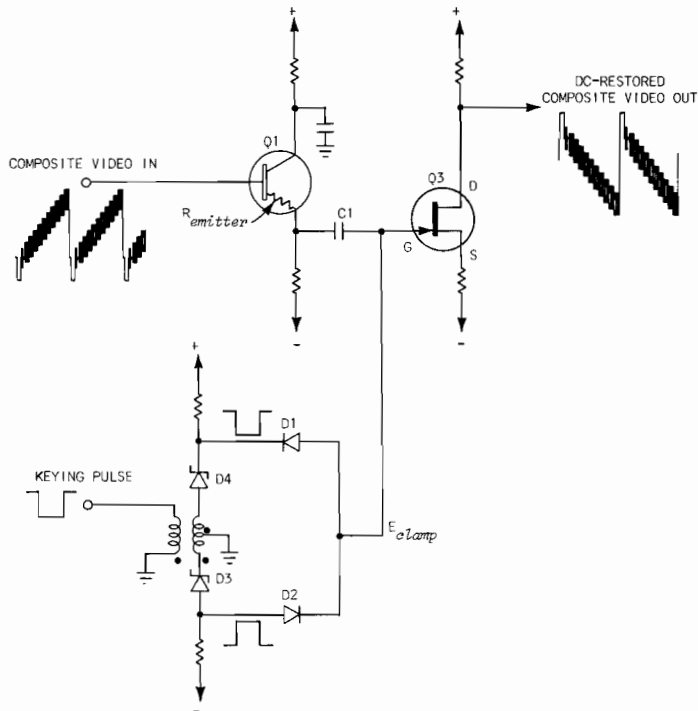 +
+
DC-RESTORED
COMPOSITE VIDEO OUT
Q1
COMPOSITE VIDEO IN
Q3
D
R emitter
C1
G
S
-
-
+
D1
KEYING PULSE
D4
E clamp
D3
D2
-